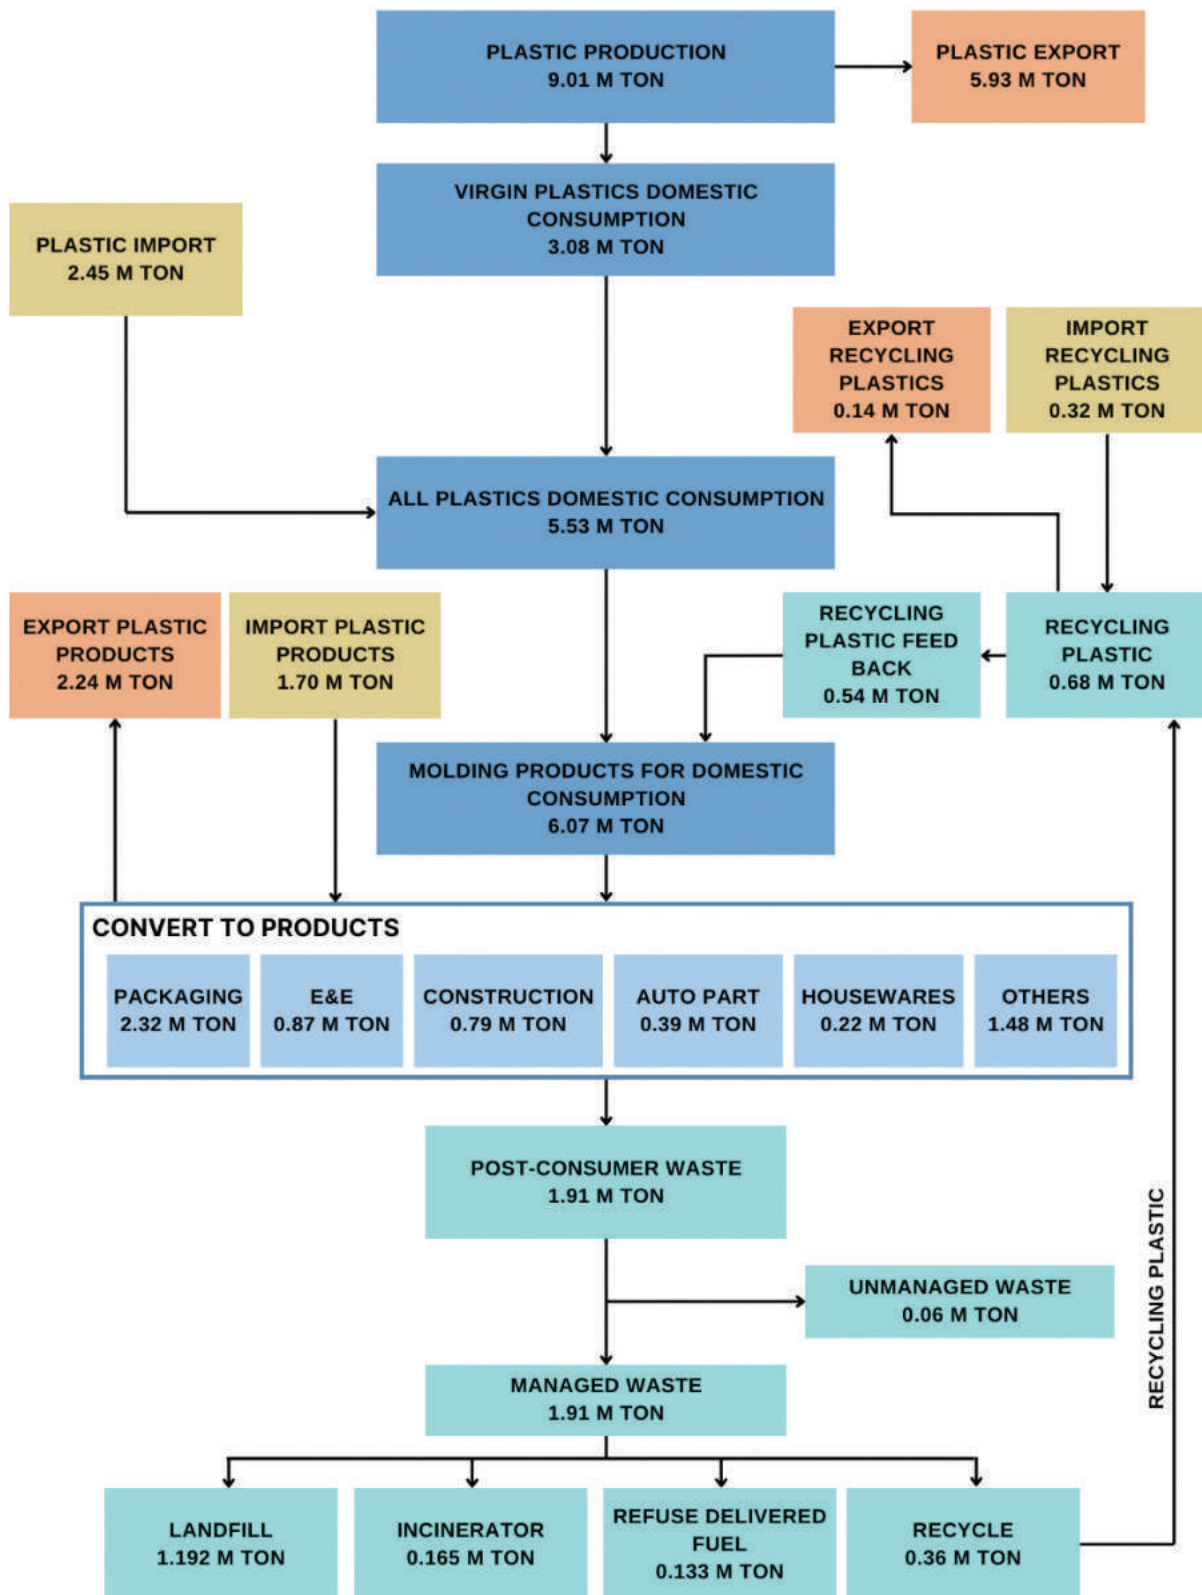 PLASTIC PRODUCTION
9.01 M TON
PLASTIC EXPORT
5.93 M TON
VIRGIN PLASTICS DOMESTIC
CONSUMPTION
3.08 M TON
PLASTIC IMPORT
2.45 M TON
EXPORT
RECYCLING
PLASTICS
0.14 M TON
IMPORT
RECYCLING
PLASTICS
0.32 M TON
ALL PLASTICS DOMESTIC CONSUMPTION
5.53 M TON
EXPORT PLASTIC
PRODUCTS
2.24 M TON
IMPORT PLASTIC
PRODUCTS
1.70 M TON
RECYCLING
PLASTIC FEED
BACK
0.54 M TON
RECYCLING
PLASTIC
0.68 M TON
MOLDING PRODUCTS FOR DOMESTIC
CONSUMPTION
6.07 M TON
CONVERT TO PRODUCTS
PACKAGING
2.32 M TON
E&E
0.87 M TON
CONSTRUCTION
0.79 M TON
AUTO PART
0.39 M TON
HOUSEWARES
0.22 M TON
OTHERS
1.48 M TON
POST-CONSUMER WASTE
1.91 M TON
UNMANAGED WASTE
0.06 M TON
RECYCLING PLASTIC
MANAGED WASTE
1.91 M TON
LANDFILL
1.192 M TON
INCINERATOR
0.165 M TON
REFUSE DELIVERED
FUEL
0.133 M TON
RECYCLE
0.36 M TON